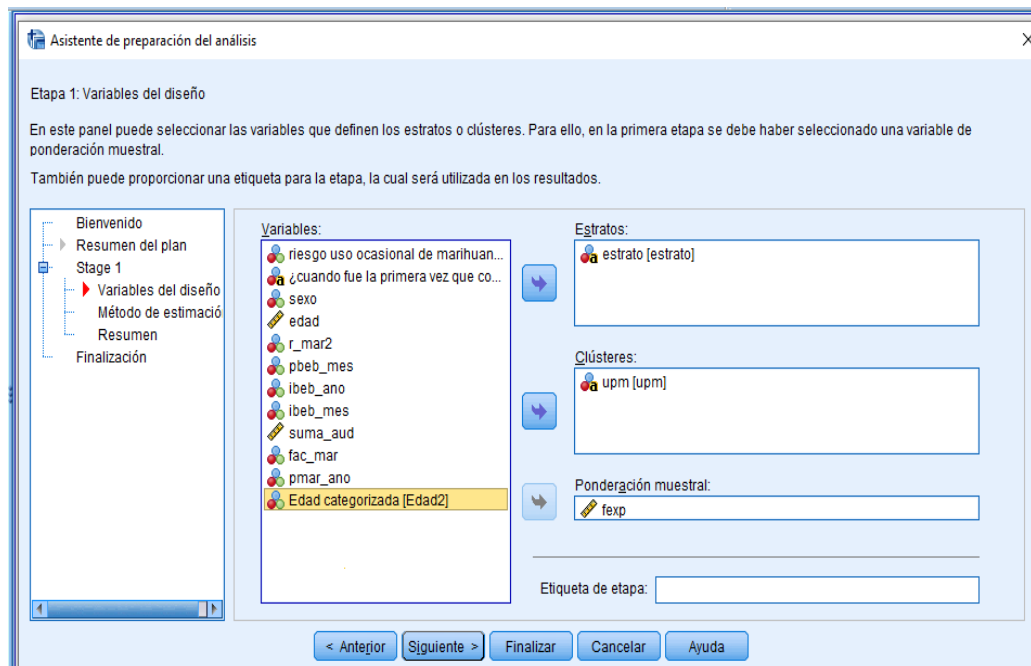 Asistente de preparación del análisis
Etapa 1: Variables del diseño
En este panel puede seleccionar las variables que definen los estratos o clústeres. Para ello, en la primera etapa se debe haber seleccionado una variable de
ponderación muestral.
También puede proporcionar una etiqueta para la etapa, la cual será utilizada en los resultados.
Bienvenido
Resumen del plan
Stage 1
Variables del diseño
Método de estimació
Resumen
Finalización
Variables:
riesgo uso ocasional de marihuan...
¿cuando fue la primera vez que co...
sexo
edad
r_mar2
pbeb_mes
ibeb_ano
ibeb_mes
suma_aud
fac_mar
pmar_ano
Edad categorizada [Edad2]
Estratos:
estrato [estrato]
Clústeres:
upm [upm]
Ponderación muestral:
fexp
Etiqueta de etapa:
< Anterior
Siguiente >
Finalizar
Cancelar
Ayuda